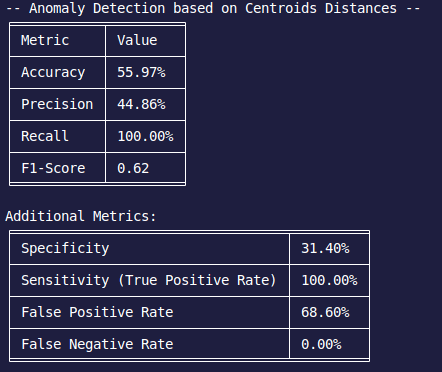 -- Anomaly Detection based on Centroids Distances --
Metric Value
Accuracy 55.97%
Precision 44.86%
Recall 100.00%
F1-Score 0.62
Additional Metrics:
Specificity 31.40%
Sensitivity (True Positive Rate) 100.00%
False Positive Rate 68.60%
False Negative Rate 0.00%